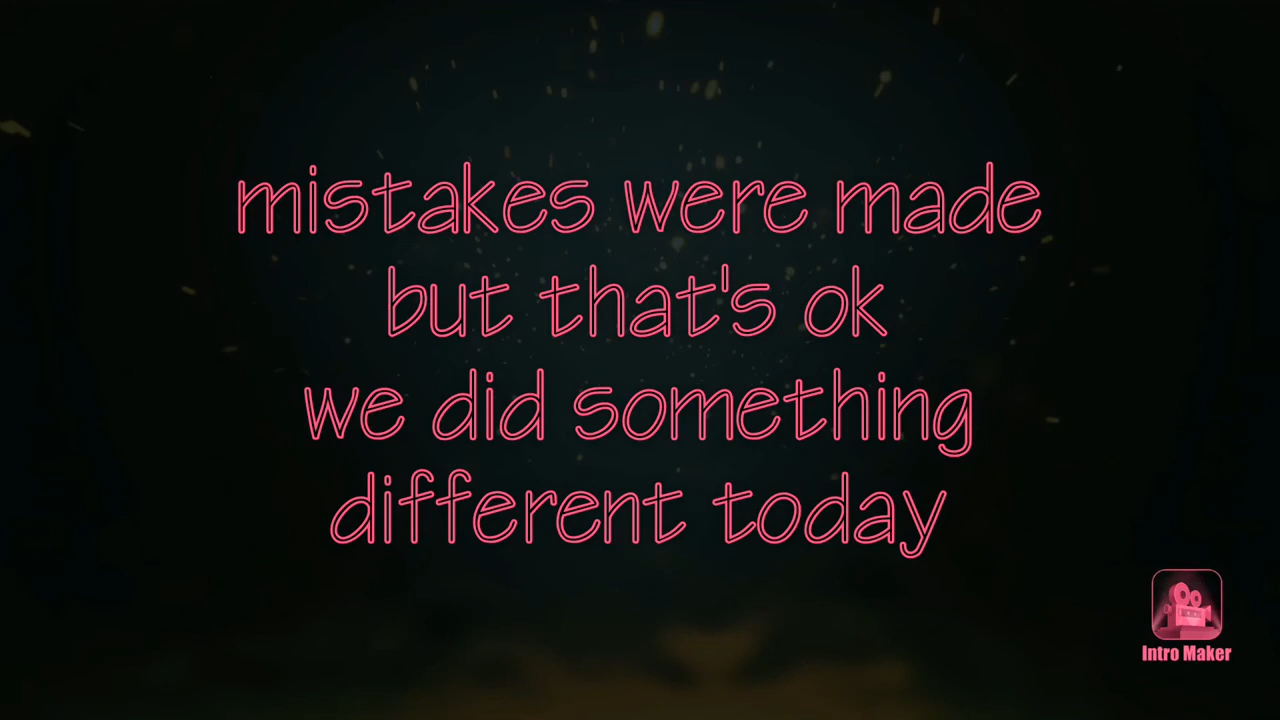 mistakes were made
but that's ok
we did something
different today
Intro Maker